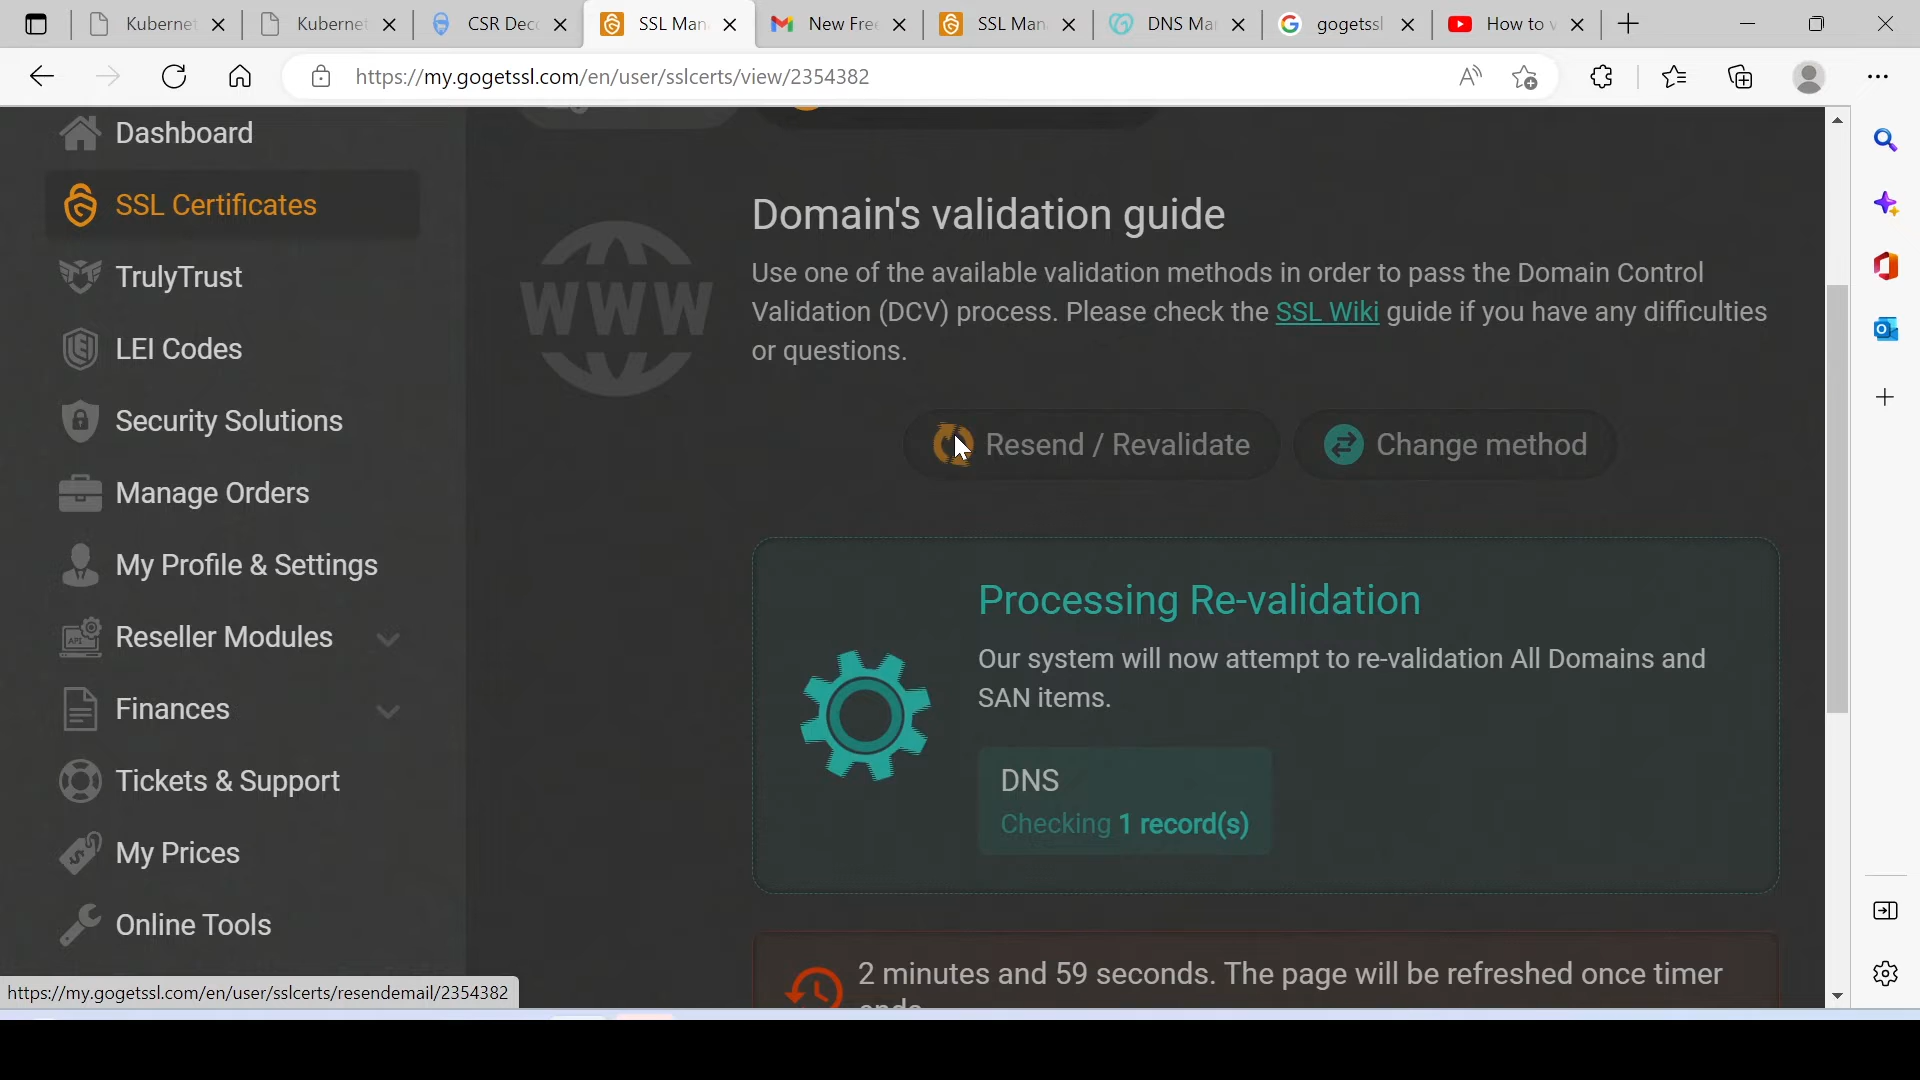 Kubernet
Kubernet
CSR Dec
SSL Man
New Free
SSL Man
DNS Man
gogetssl
How to v
https://my.gogetssl.com/en/user/sslcerts/view/2354382
Dashboard
SSL Certificates
TrulyTrust
LEI Codes
Security Solutions
Manage Orders
My Profile & Settings
Reseller Modules
Finances
Tickets & Support
My Prices
Online Tools
https://my.gogetssl.com/en/user/sslcerts/resendemail/2354382
WWW
Domain's validation guide
Use one of the available validation methods in order to pass the Domain Control
Validation (DCV) process. Please check the SSL Wiki guide if you have any difficulties
or questions.
Resend / Revalidate
Change method
Processing Re-validation
Our system will now attempt to re-validation All Domains and
SAN items.
DNS
Checking 1 record(s)
2 minutes and 59 seconds. The page will be refreshed once timer